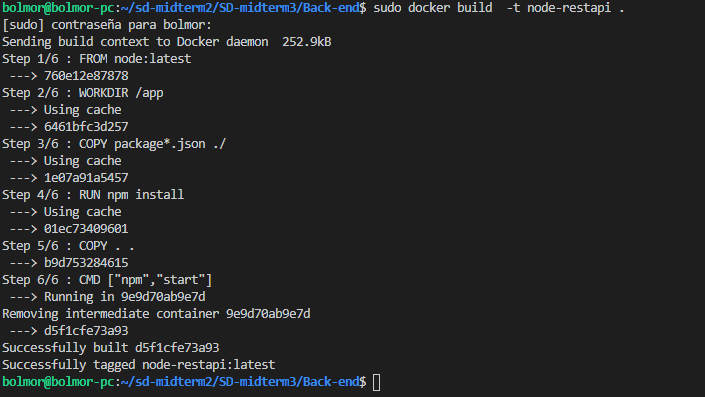 bolmor@bolmor-pc:~/sd-midterm2/SD-midterm3/Back-end$ sudo docker build  -t node-restapi .
[sudo] contraseña para bolmor:
Sending build context to Docker daemon  252.9kB
Step 1/6 : FROM node:latest
 ---> 760e12e87878
Step 2/6 : WORKDIR /app
 ---> Using cache
 ---> 6461bfc3d257
Step 3/6 : COPY package*.json ./
 ---> Using cache
 ---> 1e07a91a5457
Step 4/6 : RUN npm install
 ---> Using cache
 ---> 01ec73409601
Step 5/6 : COPY . .
 ---> b9d753284615
Step 6/6 : CMD ["npm","start"]
 ---> Running in 9e9d70ab9e7d
Removing intermediate container 9e9d70ab9e7d
 ---> d5f1cfe73a93
Successfully built d5f1cfe73a93
Successfully tagged node-restapi:latest
bolmor@bolmor-pc:~/sd-midterm2/SD-midterm3/Back-end$